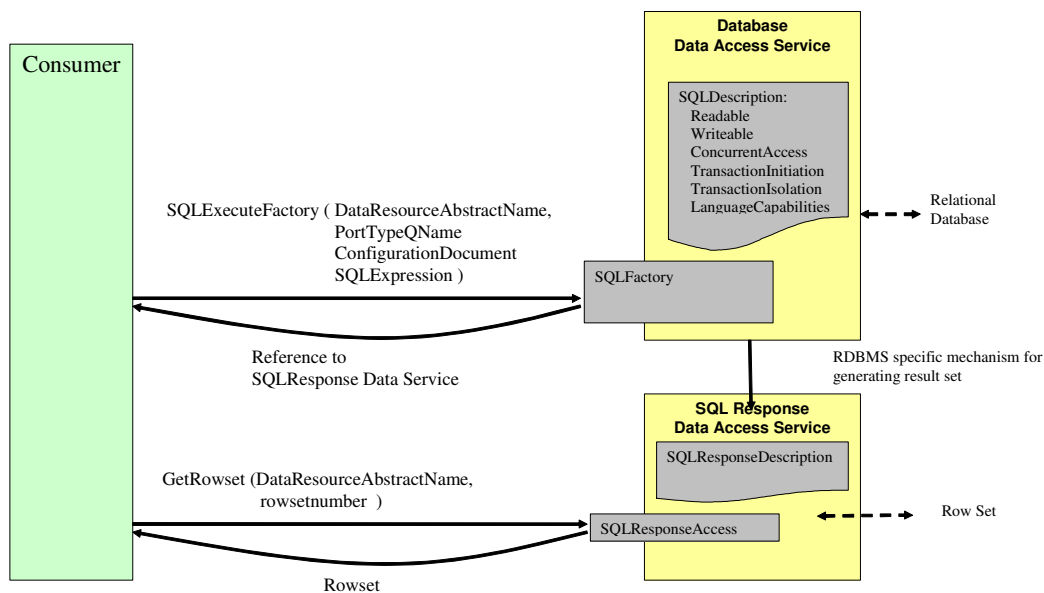 Consumer
Database
Data Access Service
SQLDescription:
Readable
Writeable
ConcurrentAccess
TransactionInitiation
TransactionIsolation
LanguageCapabilities
Relational
Database
SQLExecuteFactory ( DataResourceAbstractName,
PortTypeQName
ConfigurationDocument
SQLExpression )
SQLFactory
Reference to
SQLResponse Data Service
RDBMS specific mechanism for
generating result set
SQL Response
Data Access Service
SQLResponseDescription
GetRowset (DataResourceAbstractName,
rowsetnumber )
SQLResponseAccess
Row Set
Rowset